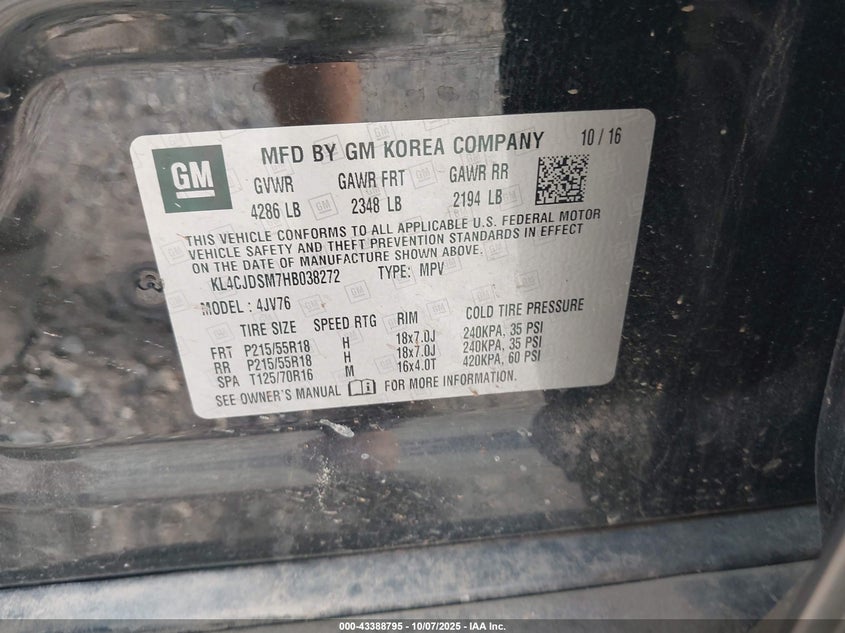 GM
MFD BY GM KOREA COMPANY 10 / 16
GVWR GAWR FRT GAWR RR
4286 LB 2348 LB 2194 LB
THIS VEHICLE CONFORMS TO ALL APPLICABLE U.S. FEDERAL MOTOR
VEHICLE SAFETY AND THEFT PREVENTION STANDARDS IN EFFECT
ON THE DATE OF MANUFACTURE SHOWN ABOVE.
KL4CJDSM7HB038272 TYPE: MPV
MODEL : 4JV76
TIRE SIZE SPEED RTG RIM COLD TIRE PRESSURE
FRT P215/55R18 H 18x7.0J 240KPA, 35 PSI
RR P215/55R18 H 18x7.0J 240KPA, 35 PSI
SPA T125/70R16 M 16x4.0T 420KPA, 60 PSI
SEE OWNER'S MANUAL FOR MORE INFORMATION.
000-43388795 - 10/07/2025 - IAA Inc.